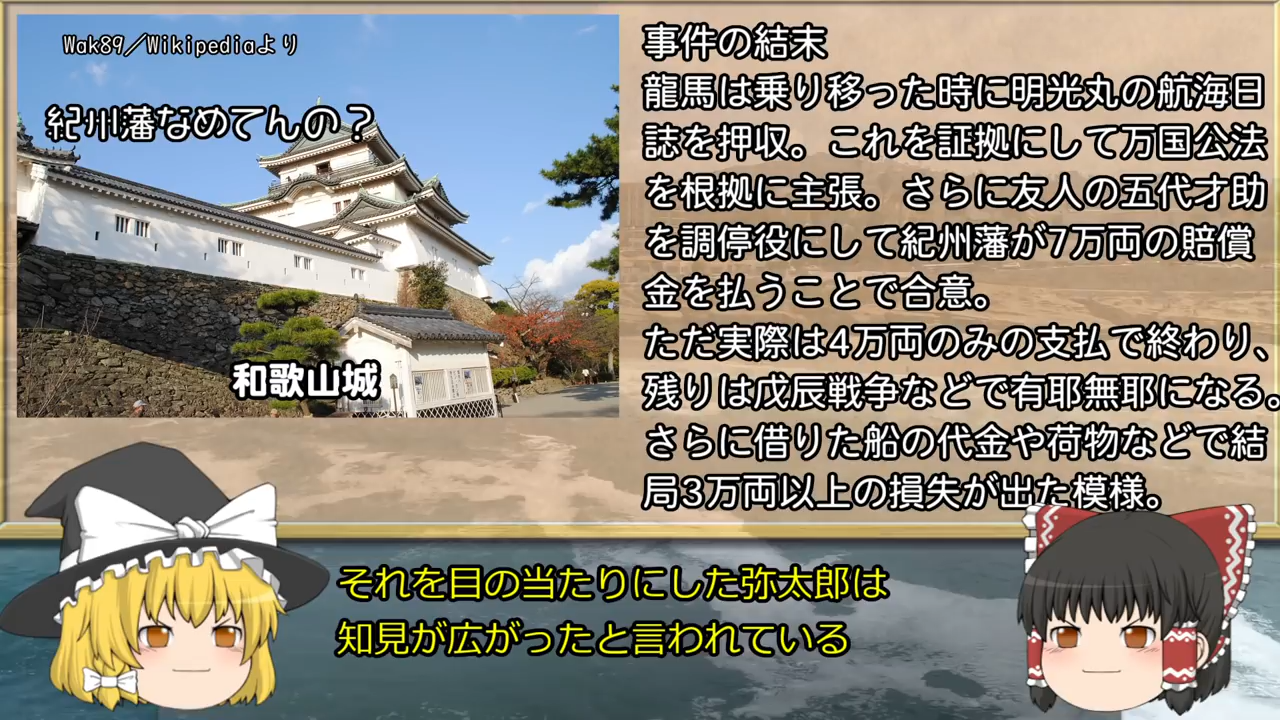 Wak89／Wikipediaより
紀州藩なめてんの？
和歌山城
事件の結末
龍馬は乗り移った時に明光丸の航海日
誌を押収。これを証拠にして万国公法
を根拠に主張。さらに友人の五代才助
を調停役にして紀州藩が7万両の賠償
金を払うことで合意。
ただ実際は4万両のみの支払で終わり、
残りは戊辰戦争などで有耶無耶になる。
さらに借りた船の代金や荷物などで結
局3万両以上の損失が出た模様。
それを目の当たりにした弥太郎は
知見が広がったと言われている